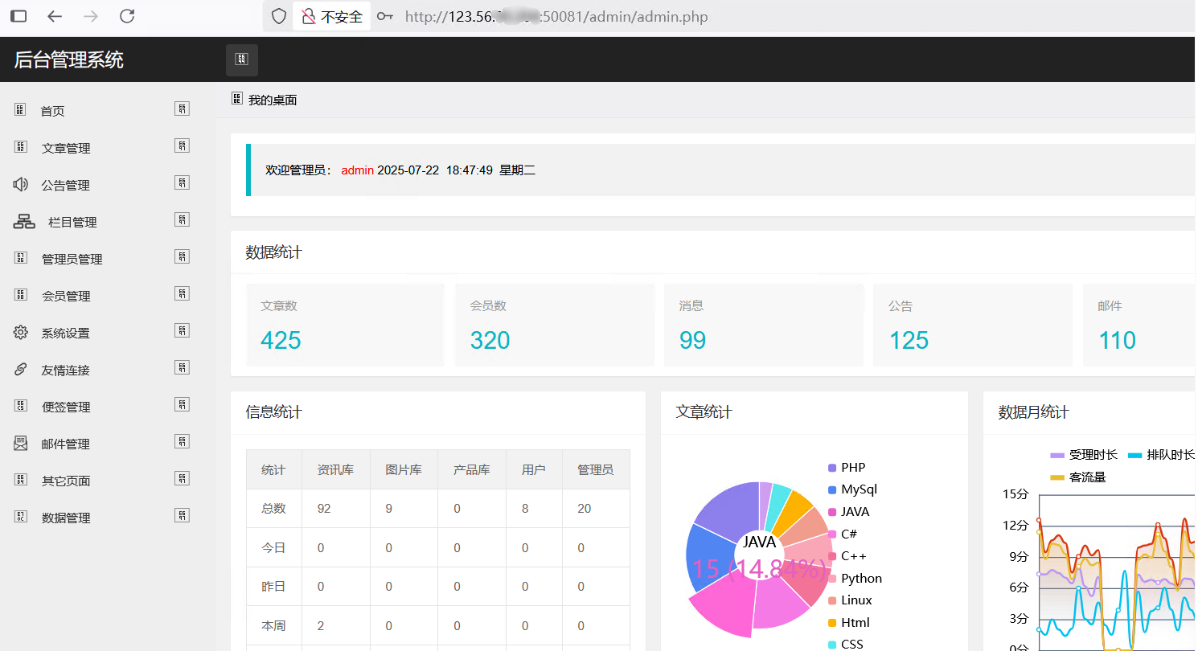 不安全 http://123.56. :50081/admin/admin.php
后台管理系统
首页
文章管理
公告管理
栏目管理
管理员管理
会员管理
系统设置
友情连接
便签管理
邮件管理
其它页面
数据管理
我的桌面
欢迎管理员: admin 2025-07-22 18:47:49 星期二
数据统计
文章数 会员数 消息 公告 邮件
425 320 99 125 110
信息统计
统计 资讯库 图片库 产品库 用户 管理员
总数 92 9 0 8 20
今日 0 0 0 0 0
昨日 0 0 0 0 0
本周 2 0 0 0 0
文章统计
JAVA
15 (14.84%)
PHP
MySql
JAVA
C#
C++
Python
Linux
Html
CSS
数据月统计
受理时长 排队时长
客流量
15分
12分
9分
6分
3分
0分